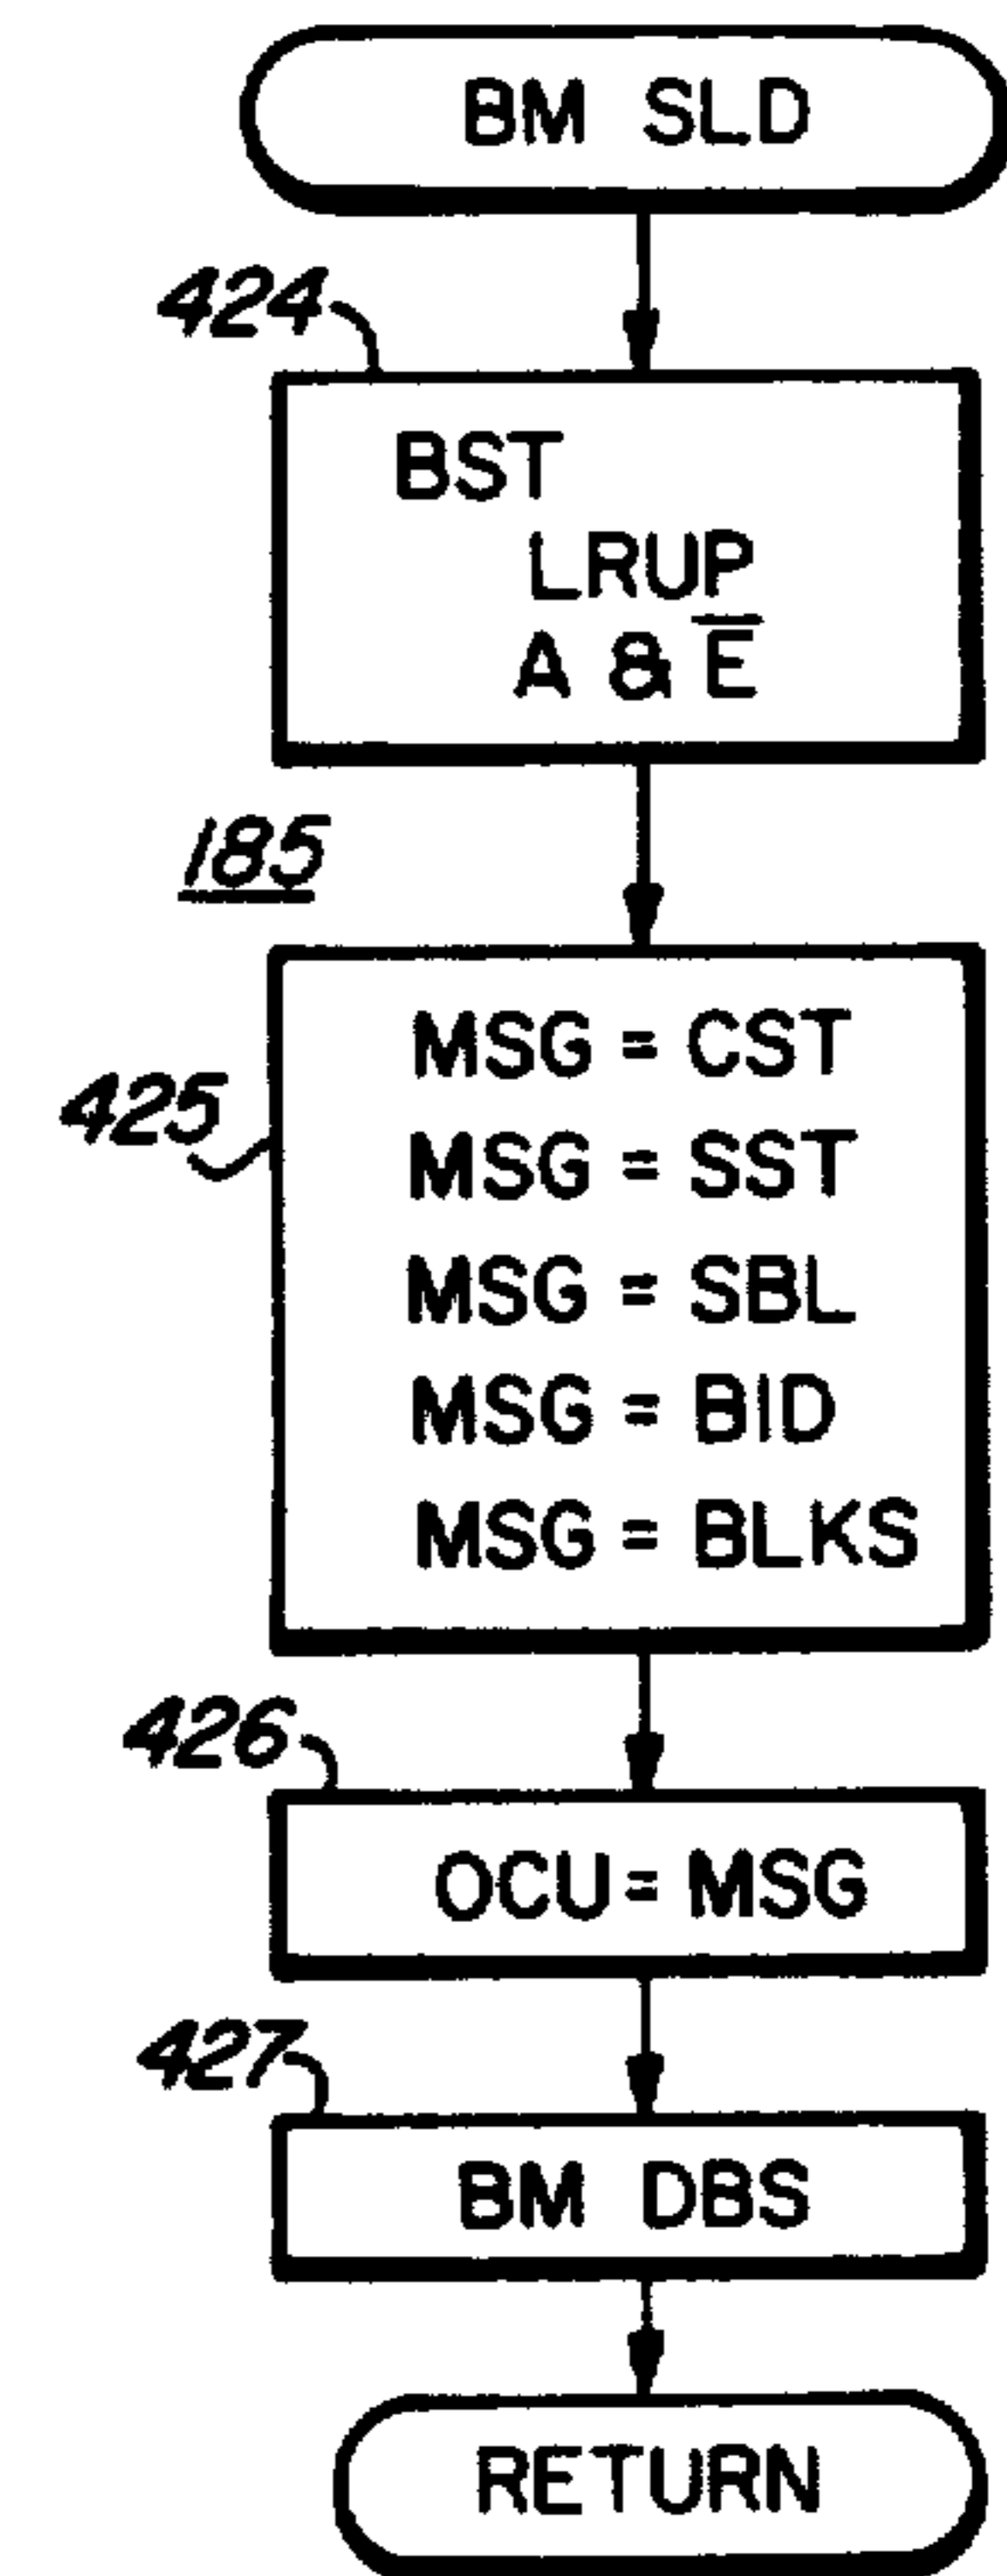 BM SLD
424
BST
LRUP
A & E̅
185
425
MSG = CST
MSG = SST
MSG = SBL
MSG = BID
MSG = BLKS
426
OCU = MSG
427
BM DBS
RETURN